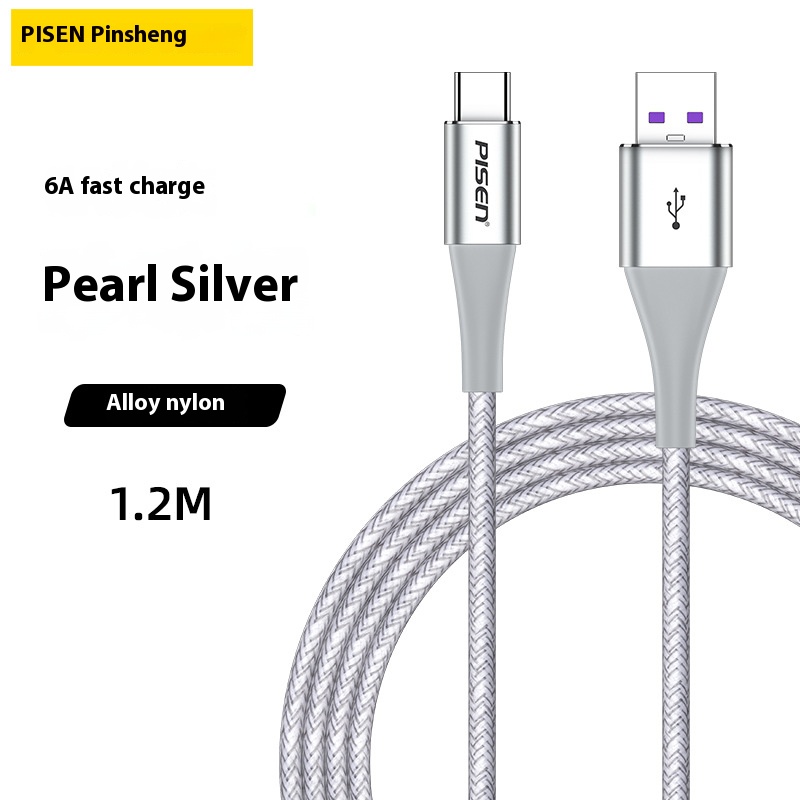 PISEN Pinsheng
6A fast charge
Pearl Silver
Alloy nylon
1.2M
PISEN®